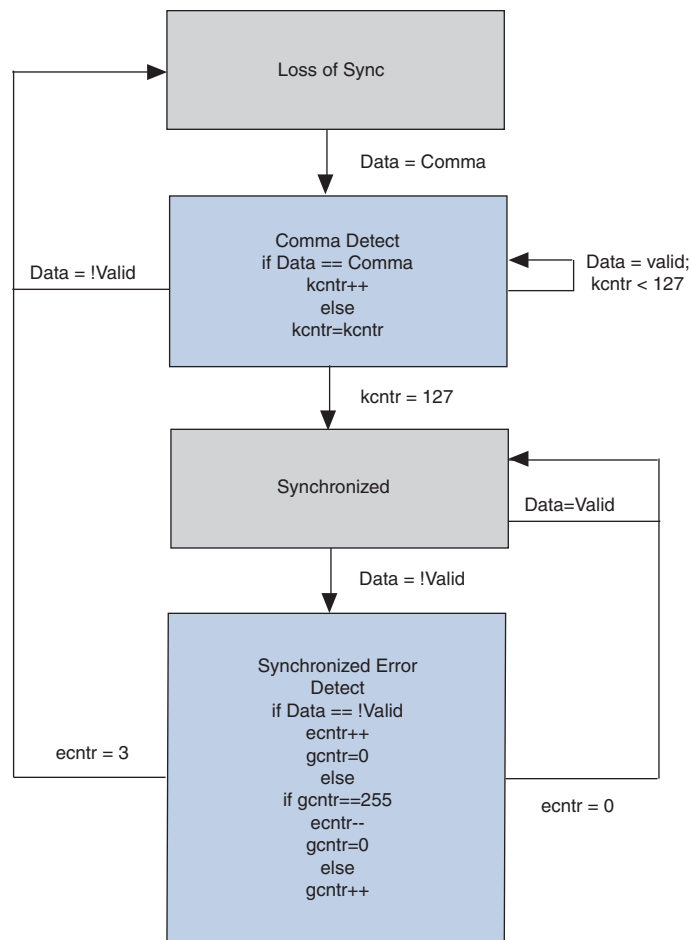 Loss of Sync
Data = Comma
Comma Detect
if Data == Comma
kcntr++
else
kcntr=kcntr
Data = !Valid
Data = valid;
kcntr < 127
kcntr = 127
Synchronized
Data=Valid
Data = !Valid
Synchronized Error
Detect
if Data == !Valid
ecntr++
gcntr=0
else
if gcntr==255
ecntr--
gcntr=0
else
gcntr++
ecntr = 3
ecntr = 0